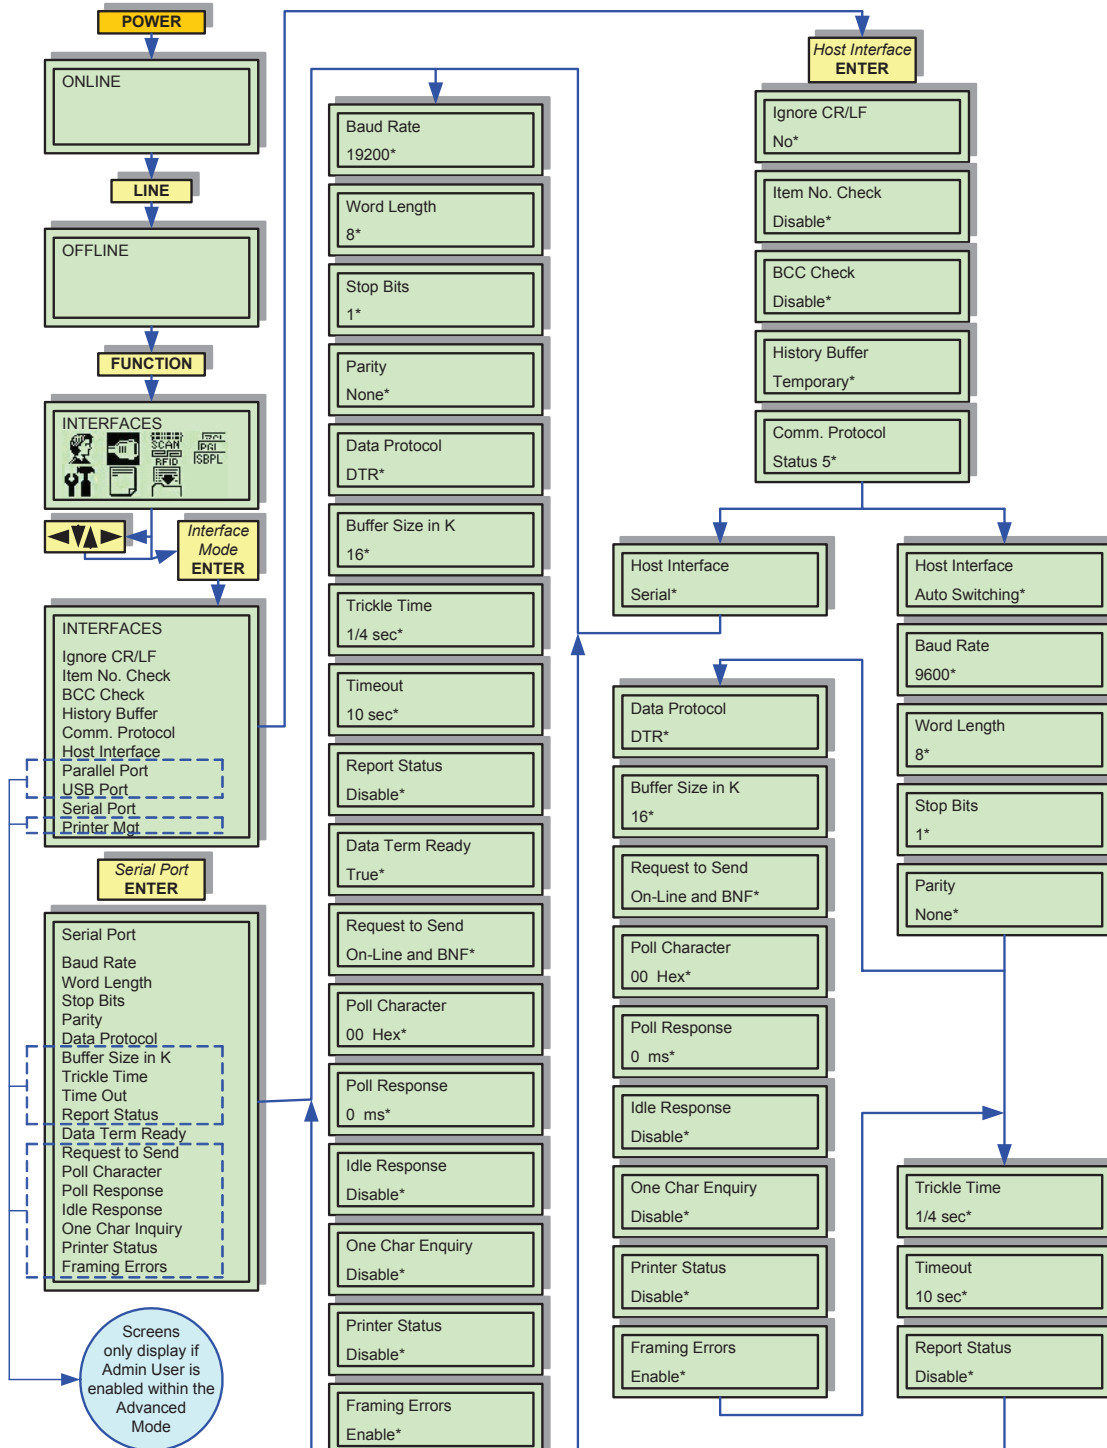 POWER
ONLINE
LINE
OFFLINE
FUNCTION
INTERFACES
SCAN
RFID
PGL
SBPL
Interface
Mode
ENTER
INTERFACES
Ignore CR/LF
Item No. Check
BCC Check
History Buffer
Comm. Protocol
Host Interface
Parallel Port
USB Port
Serial Port
Printer Mgt
Serial Port
ENTER
Serial Port
Baud Rate
Word Length
Stop Bits
Parity
Data Protocol
Buffer Size in K
Trickle Time
Time Out
Report Status
Data Term Ready
Request to Send
Poll Character
Poll Response
Idle Response
One Char Inquiry
Printer Status
Framing Errors
Screens
only display if
Admin User is
enabled within the
Advanced
Mode
Baud Rate
19200*
Word Length
8*
Stop Bits
1*
Parity
None*
Data Protocol
DTR*
Buffer Size in K
16*
Trickle Time
1/4 sec*
Timeout
10 sec*
Report Status
Disable*
Data Term Ready
True*
Request to Send
On-Line and BNF*
Poll Character
00 Hex*
Poll Response
0 ms*
Idle Response
Disable*
One Char Enquiry
Disable*
Printer Status
Disable*
Framing Errors
Enable*
Host Interface
ENTER
Ignore CR/LF
No*
Item No. Check
Disable*
BCC Check
Disable*
History Buffer
Temporary*
Comm. Protocol
Status 5*
Host Interface
Serial*
Data Protocol
DTR*
Buffer Size in K
16*
Request to Send
On-Line and BNF*
Poll Character
00 Hex*
Poll Response
0 ms*
Idle Response
Disable*
One Char Enquiry
Disable*
Printer Status
Disable*
Framing Errors
Enable*
Host Interface
Auto Switching*
Baud Rate
9600*
Word Length
8*
Stop Bits
1*
Parity
None*
Trickle Time
1/4 sec*
Timeout
10 sec*
Report Status
Disable*